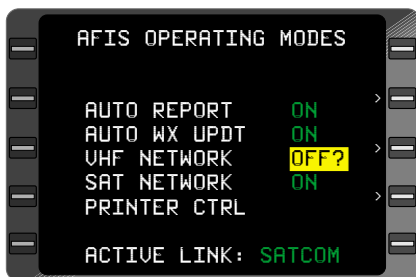 AFIS OPERATING MODES
AUTO REPORT ON >
AUTO WX UPDT ON
VHF NETWORK OFF? >
SAT NETWORK ON
PRINTER CTRL >
ACTIVE LINK: SATCOM